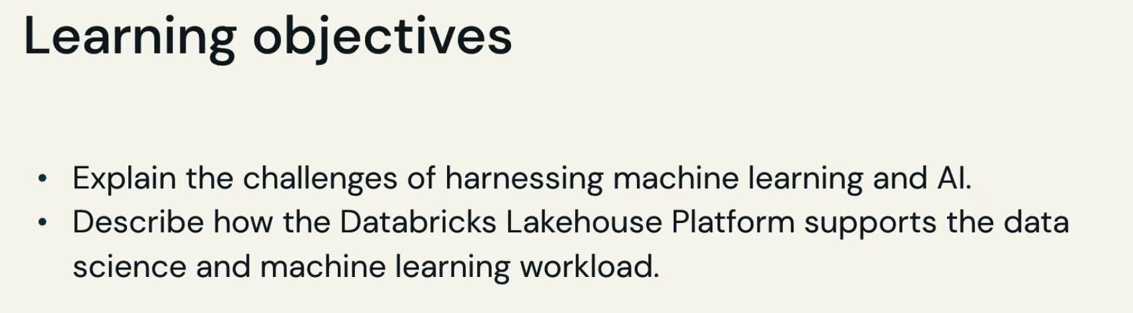 Learning objectives
• Explain the challenges of harnessing machine learning and AI.
• Describe how the Databricks Lakehouse Platform supports the data
science and machine learning workload.